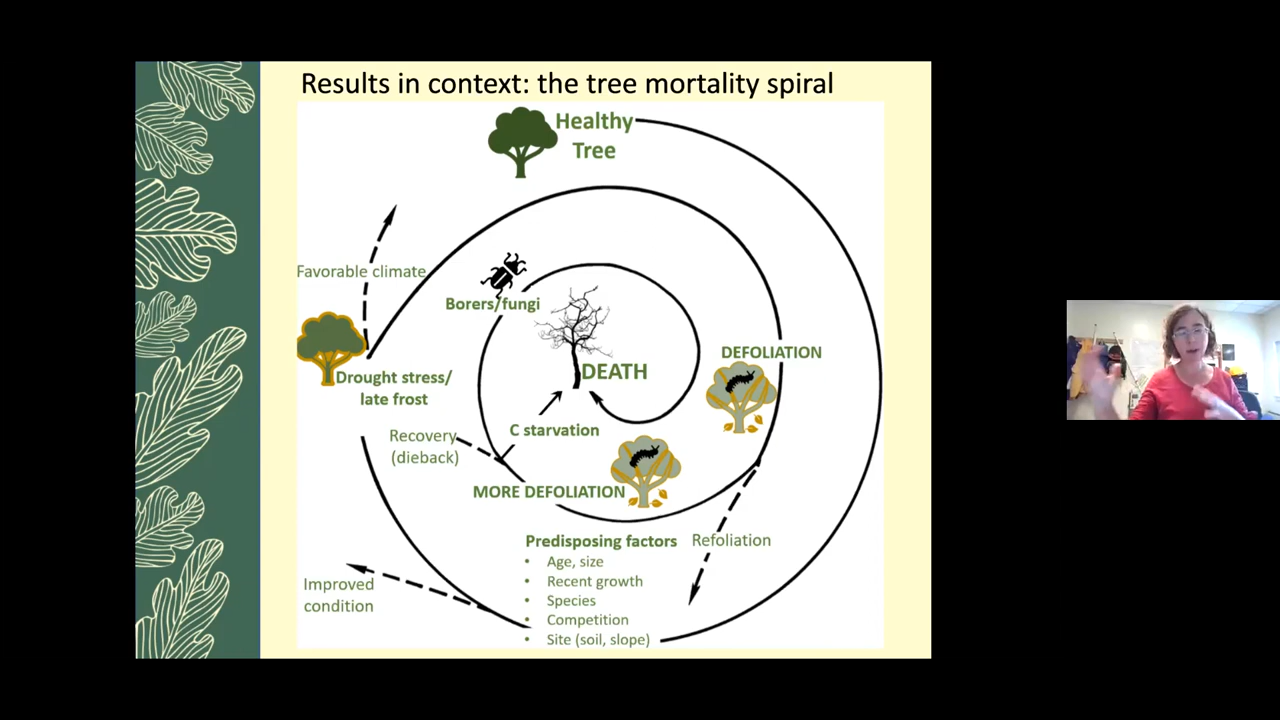 Results in context: the tree mortality spiral
Healthy
Tree
Favorable climate
Borers/fungi
DEFOLIATION
DEATH
Drought stress/
late frost
Recovery
(dieback)
C starvation
MORE DEFOLIATION
Predisposing factors
• Age, size
• Recent growth
• Species
• Competition
• Site (soil, slope)
Refoliation
Improved
condition